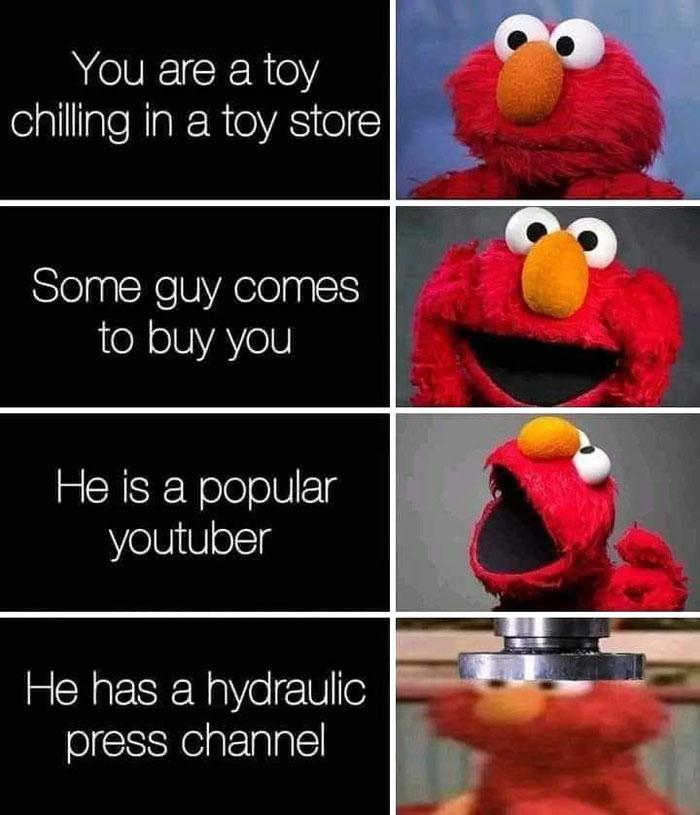 You are a toy
chilling in a toy store
Some guy comes
to buy you
He is a popular
youtuber
He has a hydraulic
press channel